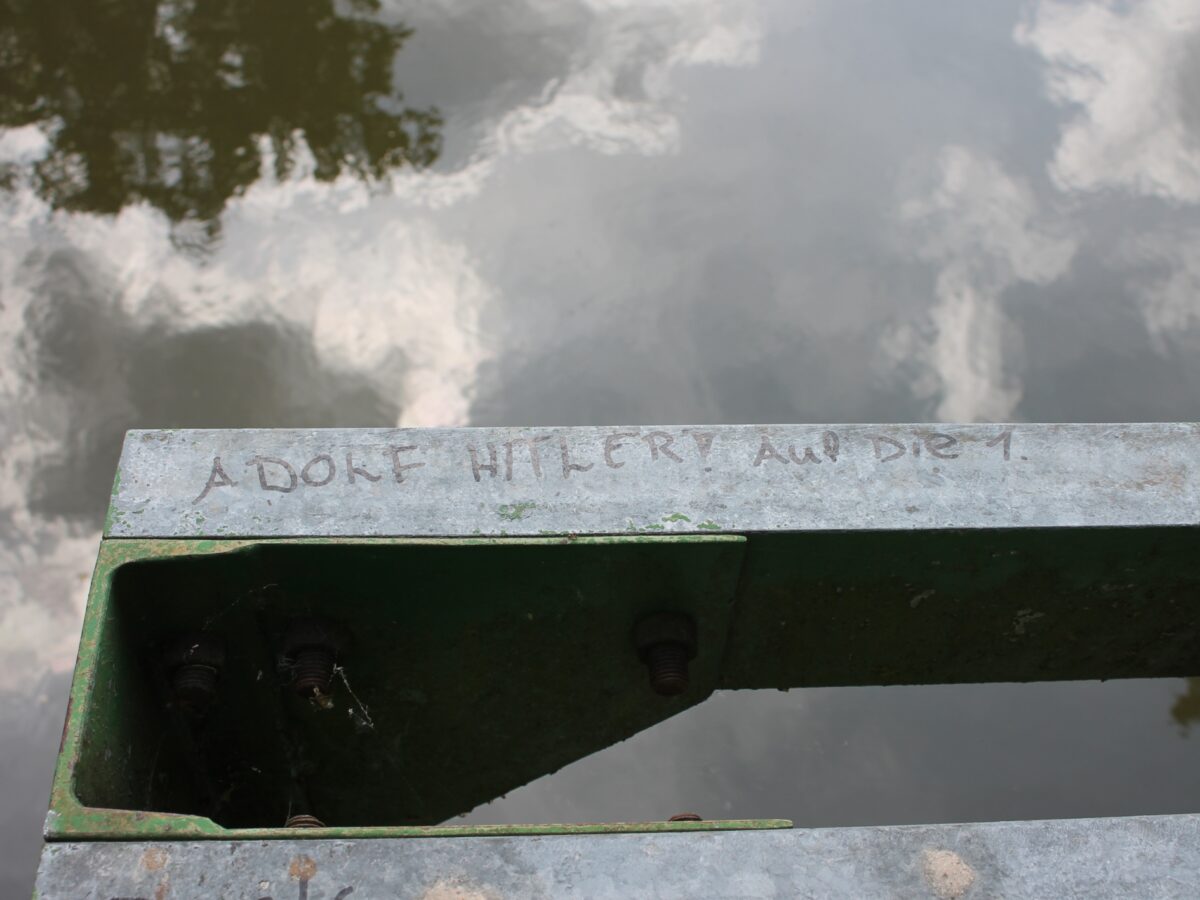 ADOLF HITLER! Auf Die 1.